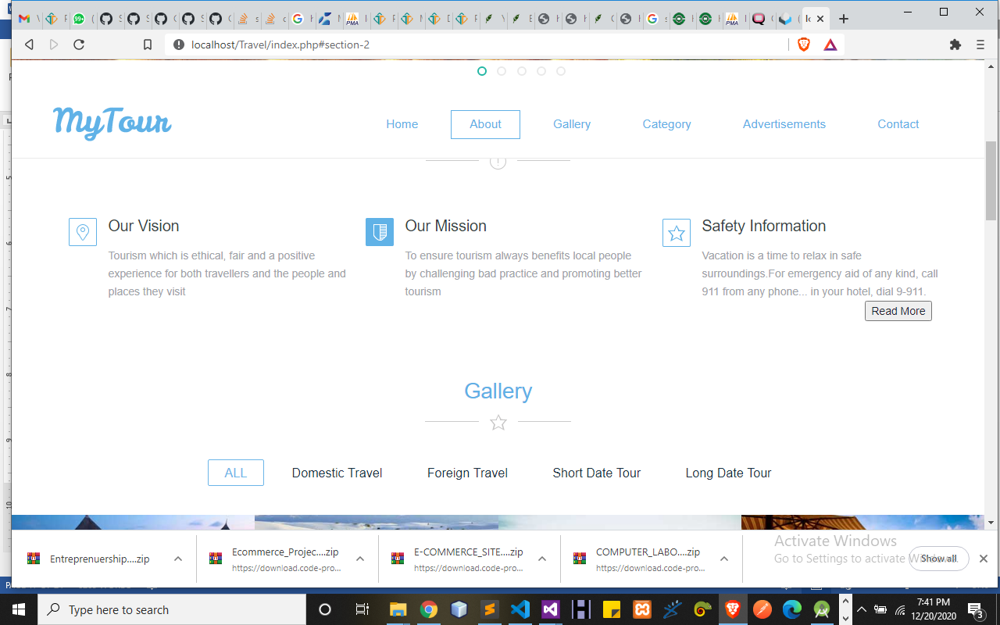 localhost/Travel/index.php#section-2
MyTour
Home About Gallery Category Advertisements Contact
Our Vision
Tourism which is ethical, fair and a positive
experience for both travellers and the people and
places they visit
Our Mission
To ensure tourism always benefits local people
by challenging bad practice and promoting better
tourism
Safety Information
Vacation is a time to relax in safe
surroundings.For emergency aid of any kind, call
911 from any phone... in your hotel, dial 9-911.
Read More
Gallery
ALL Domestic Travel Foreign Travel Short Date Tour Long Date Tour
Entreprenuership....zip
Ecommerce_Projec....zip
https://download.code-pro...
E-COMMERCE_SITE....zip
https://download.code-pro...
COMPUTER_LABO....zip
https://download.code-pro...
Activate Windows
Go to Settings to activate Windows.
Show all
Type here to search
7:41 PM
12/20/2020
3